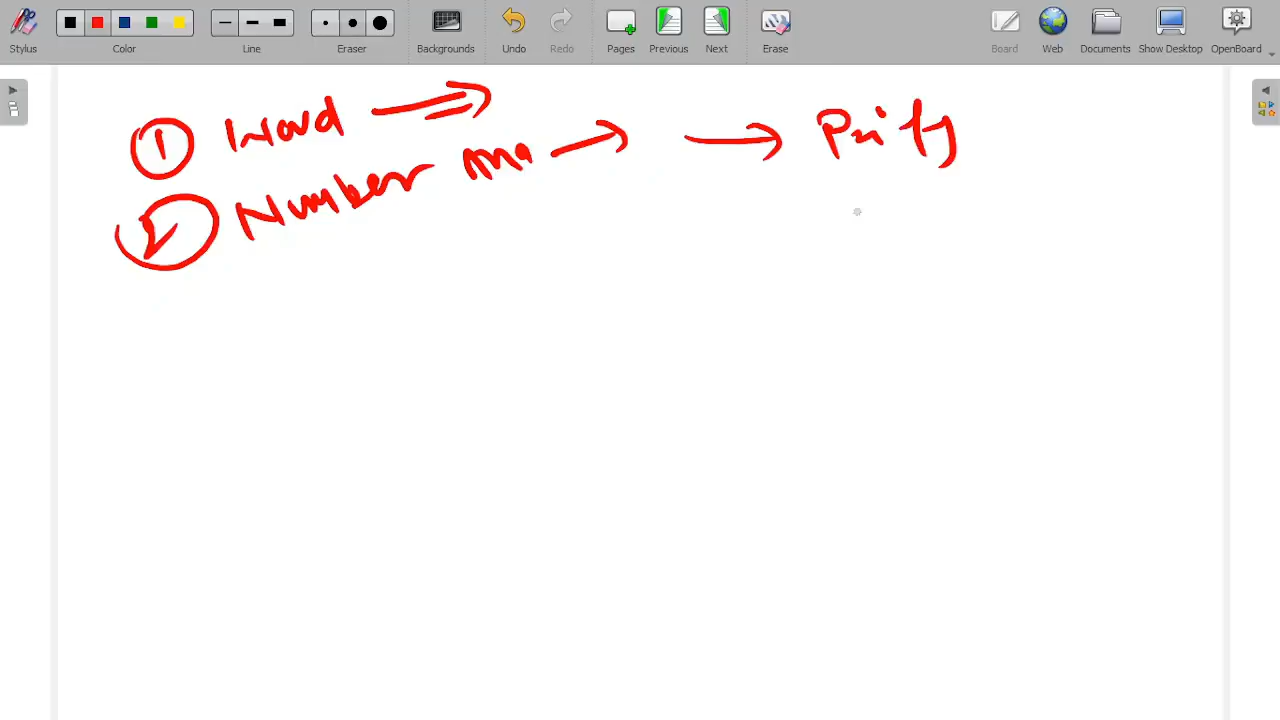 Stylus
Color
Line
Eraser
Backgrounds
Undo
Redo
Pages
Previous
Next
Erase
Board
Web
Documents
Show Desktop
OpenBoard
① Word →
② Number →
→